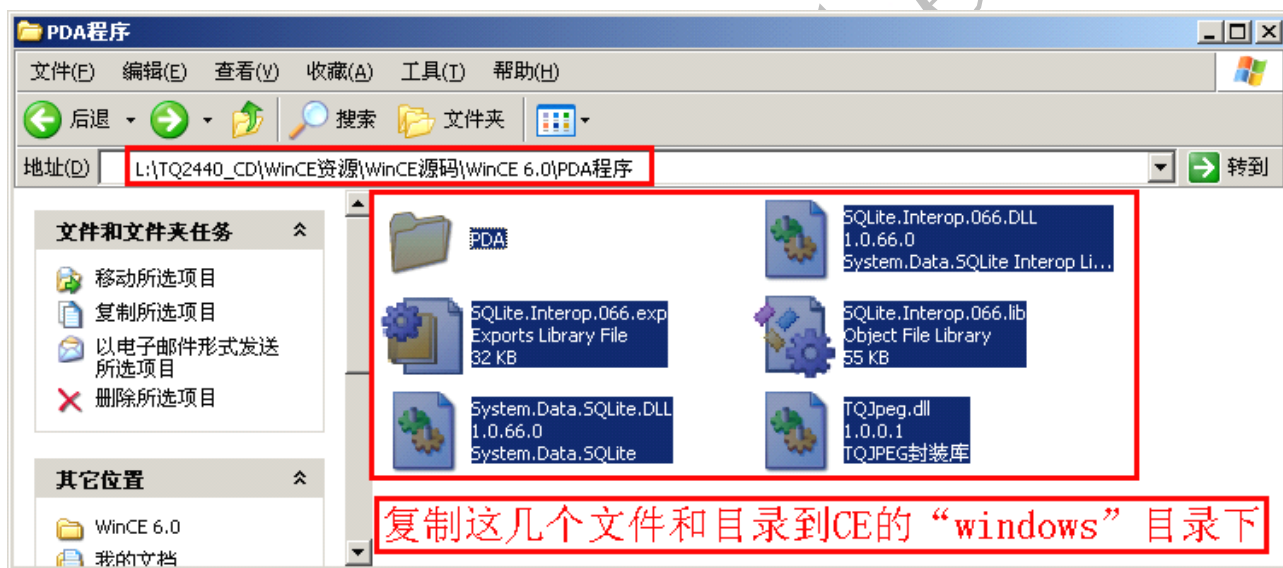 PDA程序
文件(F) 编辑(E) 查看(V) 收藏(A) 工具(T) 帮助(H)
后退 搜索 文件夹
地址(D) L:\TQ2440_CD\WinCE资源\WinCE源码\WinCE 6.0\PDA程序 转到
文件和文件夹任务
移动所选项目
复制所选项目
以电子邮件形式发送
所选项目
删除所选项目
其它位置
WinCE 6.0
我的文档
PDA
SQLite.Interop.066.DLL
1.0.66.0
System.Data.SQLite Interop Li...
SQLite.Interop.066.exp
Exports Library File
32 KB
SQLite.Interop.066.lib
Object File Library
55 KB
System.Data.SQLite.DLL
1.0.66.0
System.Data.SQLite
TQJpeg.dll
1.0.0.1
TQJPEG封装库
复制这几个文件和目录到CE的“windows”目录下